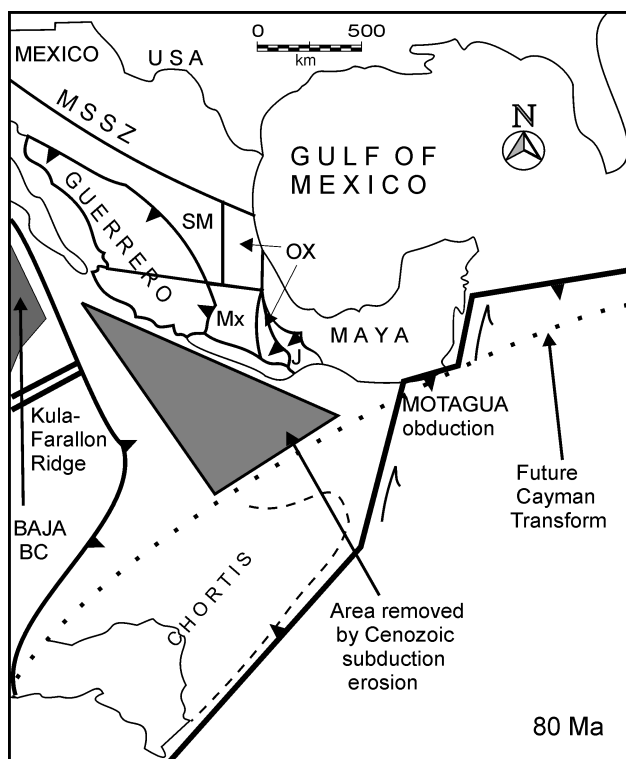 0 500
km
MEXICO
USA
N
MSSZ
GULF OF
MEXICO
GUERRERO
SM
OX
Mx
MAYA
J
Kula-
Farallon
Ridge
MOTAGUA
obduction
Future
Cayman
Transform
BAJA
BC
CHORTIS
Area removed
by Cenozoic
subduction
erosion
80 Ma